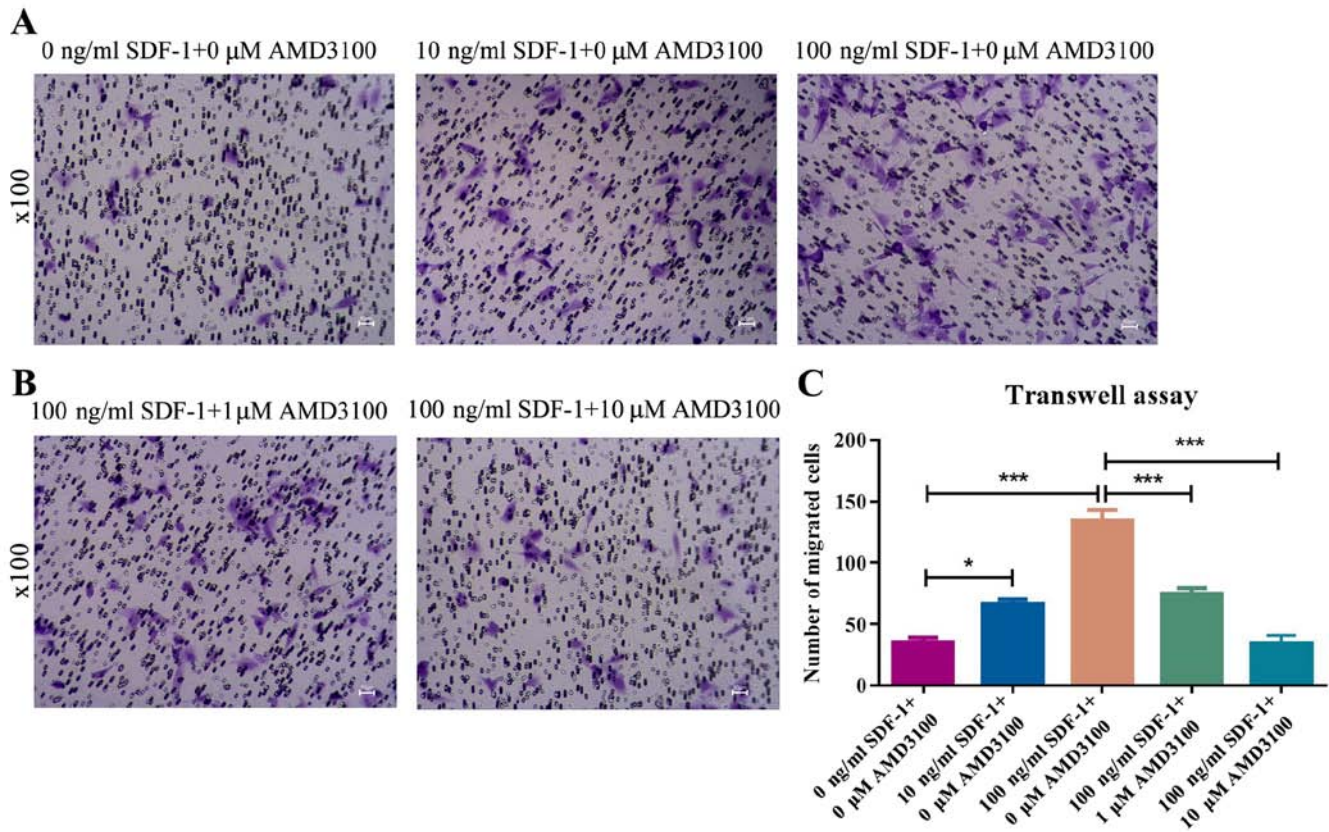 A
0 ng/ml SDF-1+0 μM AMD3100
10 ng/ml SDF-1+0 μM AMD3100
100 ng/ml SDF-1+0 μM AMD3100
x100
B
100 ng/ml SDF-1+1μM AMD3100
100 ng/ml SDF-1+10 μM AMD3100
x100
C
Transwell assay
Number of migrated cells
200
150
100
50
0
***
***
***
*
0 ng/ml SDF-1+
0 μM AMD3100
10 ng/ml SDF-1+
0 μM AMD3100
100 ng/ml SDF-1+
0 μM AMD3100
100 ng/ml SDF-1+
1 μM AMD3100
100 ng/ml SDF-1+
10 μM AMD3100